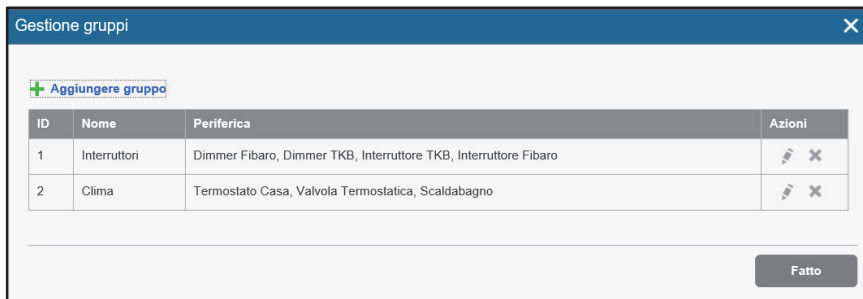 Gestione gruppi
Aggiungere gruppo
ID Nome Periferica Azioni
1 Interruttori Dimmer Fibaro, Dimmer TKB, Interruttore TKB, Interruttore Fibaro
2 Clima Termostato Casa, Valvola Termostatica, Scaldabagno
Fatto